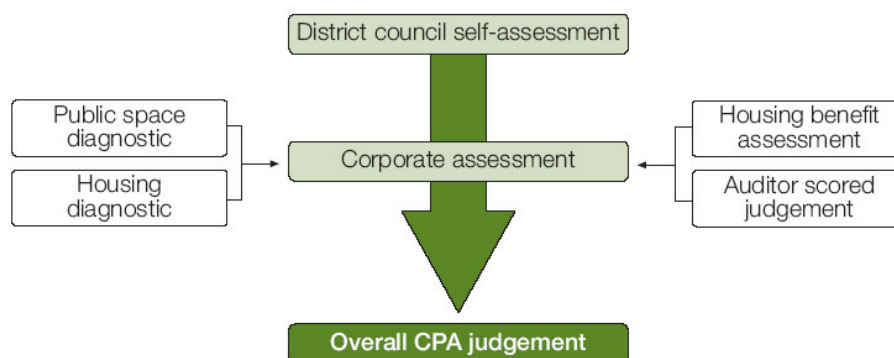 District council self-assessment
Public space
diagnostic
Housing
diagnostic
Corporate assessment
Housing benefit
assessment
Auditor scored
judgement
Overall CPA judgement